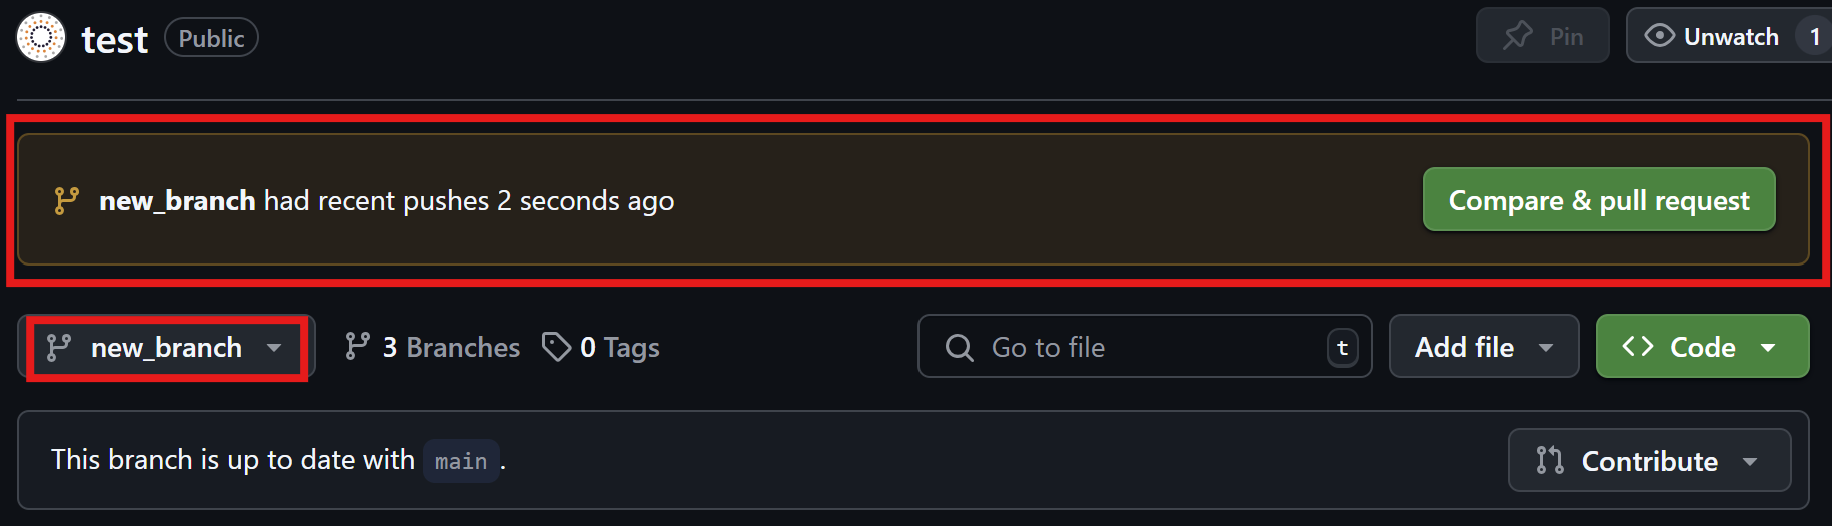 test Public Pin Unwatch 1
new_branch had recent pushes 2 seconds ago Compare & pull request
new_branch 3 Branches 0 Tags Go to file t Add file Code
This branch is up to date with main . Contribute